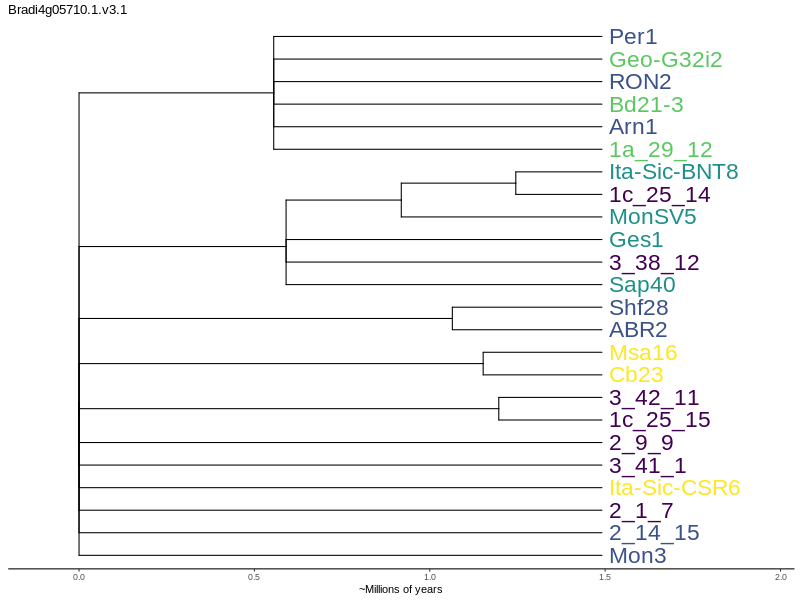 Bradi4g05710.1.v3.1
Per1
Geo-G32i2
RON2
Bd21-3
Arn1
1a_29_12
Ita-Sic-BNT8
1c_25_14
MonSV5
Ges1
3_38_12
Sap40
Shf28
ABR2
Msa16
Cb23
3_42_11
1c_25_15
2_9_9
3_41_1
Ita-Sic-CSR6
2_1_7
2_14_15
Mon3
0.0 0.5 1.0 1.5 2.0
~Millions of years